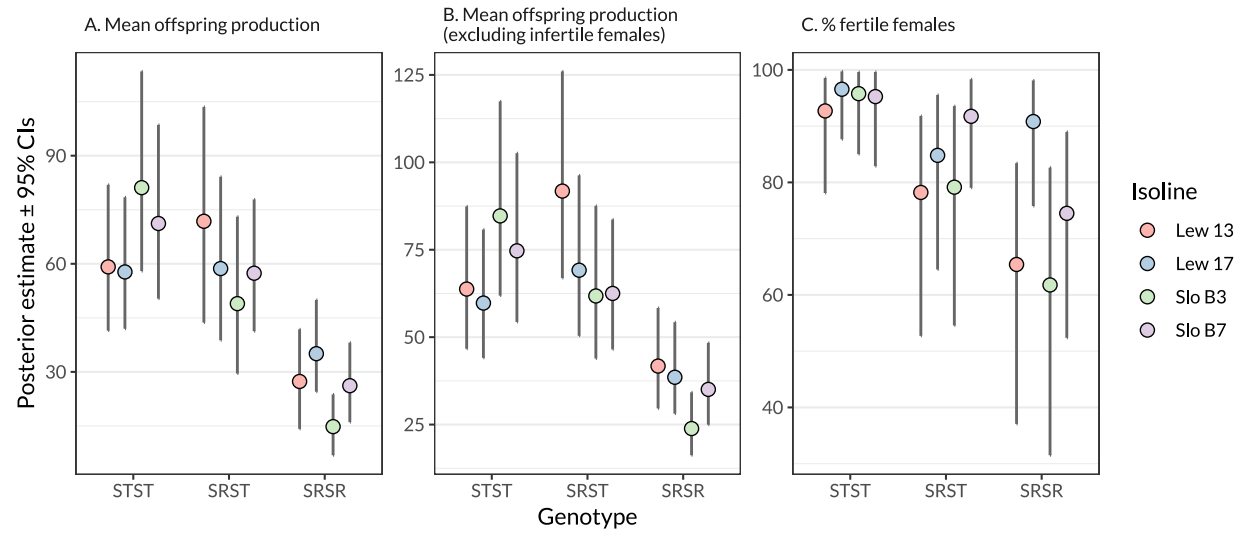 A. Mean offspring production
B. Mean offspring production
(excluding infertile females)
C. % fertile females
Posterior estimate ± 95% CIs
90
60
30
STST SRST SRSR
125
100
75
50
25
STST SRST SRSR
100
80
60
40
STST SRST SRSR
Genotype
Isoline
Lew 13
Lew 17
Slo B3
Slo B7